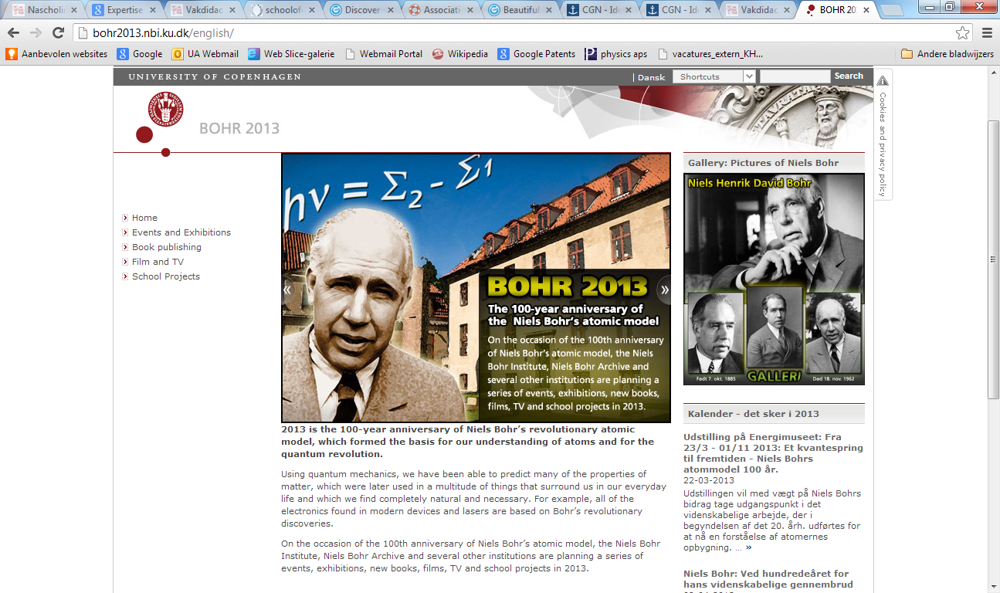 Nascholin
Expertise
Vakdidac
schoolof
Discover
Associati
Beautiful
CGN - Id
CGN - Id
Vakdidac
BOHR 20
bohr2013.nbi.ku.dk/english/
Aanbevolen websites
Google
UA Webmail
Web Slice-galerie
Webmail Portal
Wikipedia
Google Patents
physics aps
vacatures_extern_KH...
Andere bladwijzers
UNIVERSITY OF COPENHAGEN
| Dansk
Shortcuts
Search
BOHR 2013
Cookies and privacy policy
Home
Events and Exhibitions
Book publishing
Film and TV
School Projects
hν = Σ2 - Σ1
«
»
BOHR 2013
The 100-year anniversary of
the Niels Bohr's atomic model
On the occasion of the 100th anniversary
of Niels Bohr's atomic model, the Niels
Bohr Institute, Niels Bohr Archive and
several other institutions are planning a
series of events, exhibitions, new books,
films, TV and school projects in 2013.
2013 is the 100-year anniversary of Niels Bohr's revolutionary atomic
model, which formed the basis for our understanding of atoms and for the
quantum revolution.
Using quantum mechanics, we have been able to predict many of the properties of
matter, which were later used in a multitude of things that surround us in our everyday
life and which we find completely natural and necessary. For example, all of the
electronics found in modern devices and lasers are based on Bohr's revolutionary
discoveries.
On the occasion of the 100th anniversary of Niels Bohr's atomic model, the Niels Bohr
Institute, Niels Bohr Archive and several other institutions are planning a series of
events, exhibitions, new books, films, TV and school projects in 2013.
Gallery: Pictures of Niels Bohr
Niels Henrik David Bohr
Født 7. okt. 1885
GALLERI
Død 18. nov. 1962
Kalender - det sker i 2013
Udstilling på Energimuseet: Fra
23/3 - 01/11 2013: Et kvantespring
til fremtiden - Niels Bohrs
atommodel 100 år.
22-03-2013
Udstillingen vil med vægt på Niels Bohrs
bidrag tage udgangspunkt i det
videnskabelige arbejde, der i
begyndelsen af det 20. årh. udførtes for
at nå en forståelse af atomernes
opbygning. ... »
Niels Bohr: Ved hundredeåret for
hans videnskabelige gennembrud